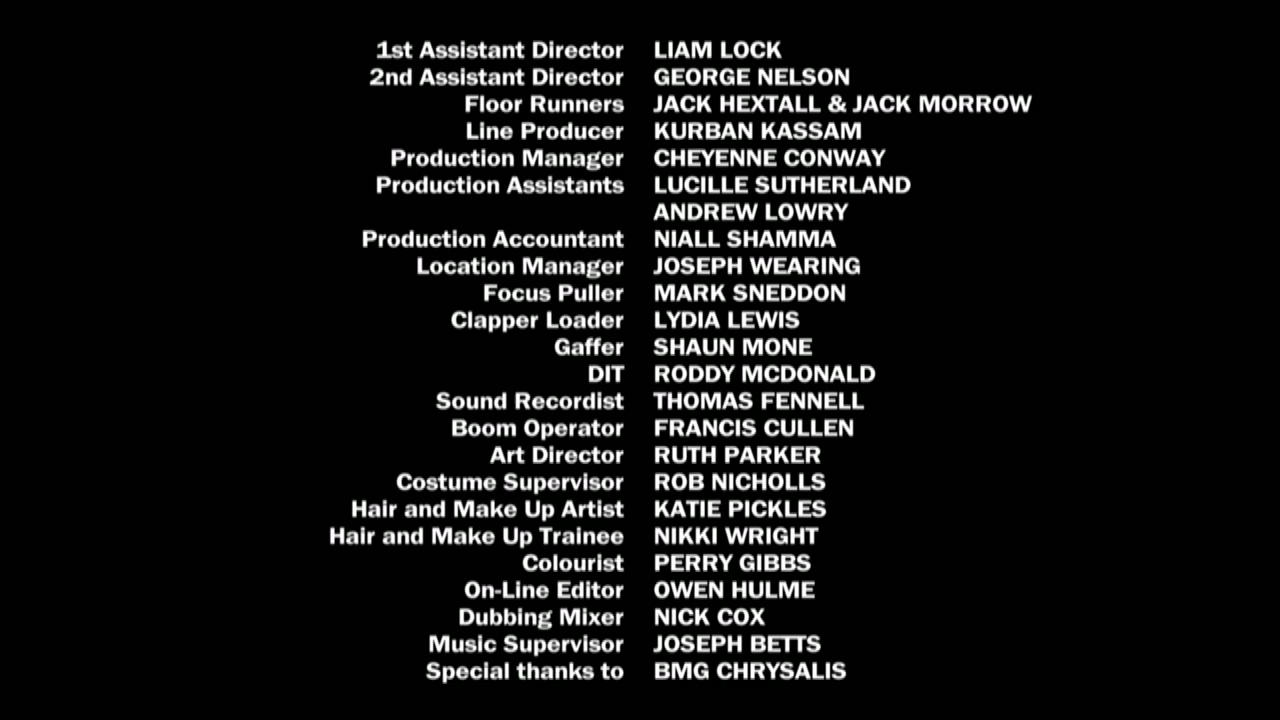 1st Assistant Director LIAM LOCK
2nd Assistant Director GEORGE NELSON
Floor Runners JACK HEXTALL & JACK MORROW
Line Producer KURBAN KASSAM
Production Manager CHEYENNE CONWAY
Production Assistants LUCILLE SUTHERLAND
ANDREW LOWRY
Production Accountant NIALL SHAMMA
Location Manager JOSEPH WEARING
Focus Puller MARK SNEDDON
Clapper Loader LYDIA LEWIS
Gaffer SHAUN MONE
DIT RODDY MCDONALD
Sound Recordist THOMAS FENNELL
Boom Operator FRANCIS CULLEN
Art Director RUTH PARKER
Costume Supervisor ROB NICHOLLS
Hair and Make Up Artist KATIE PICKLES
Hair and Make Up Trainee NIKKI WRIGHT
Colourist PERRY GIBBS
On-Line Editor OWEN HULME
Dubbing Mixer NICK COX
Music Supervisor JOSEPH BETTS
Special thanks to BMG CHRYSALIS